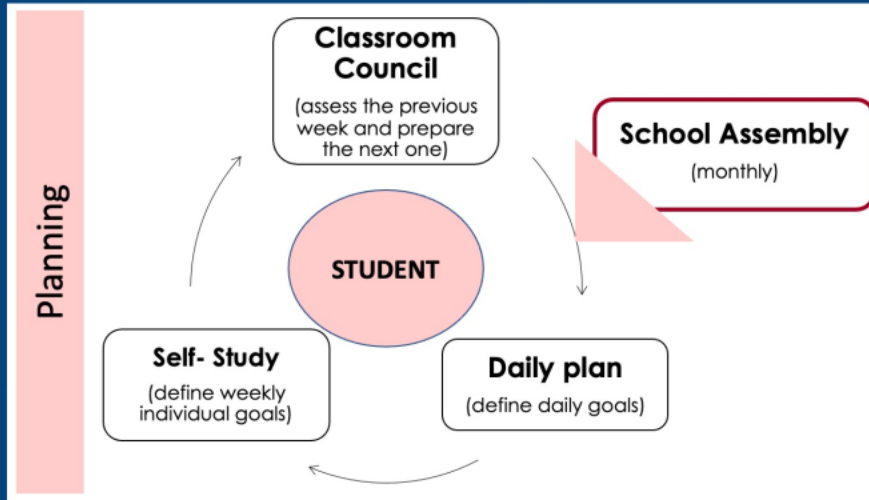 Planning
Classroom
Council
(assess the previous
week and prepare
the next one)
School Assembly
(monthly)
STUDENT
Self- Study
(define weekly
individual goals)
Daily plan
(define daily goals)